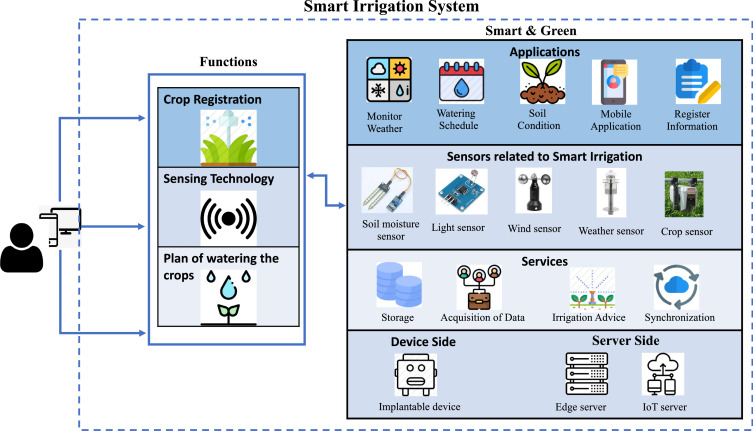 Smart Irrigation System
Functions
Crop Registration
Sensing Technology
Plan of watering the
crops
Smart & Green
Applications
Monitor
Weather
Watering
Schedule
Soil
Condition
Mobile
Application
Register
Information
Sensors related to Smart Irrigation
Soil moisture
sensor
Light sensor
Wind sensor
Weather sensor
Crop sensor
Services
Storage
Acquisition of Data
Irrigation Advice
Synchronization
Device Side
Implantable device
Server Side
Edge server
IoT server